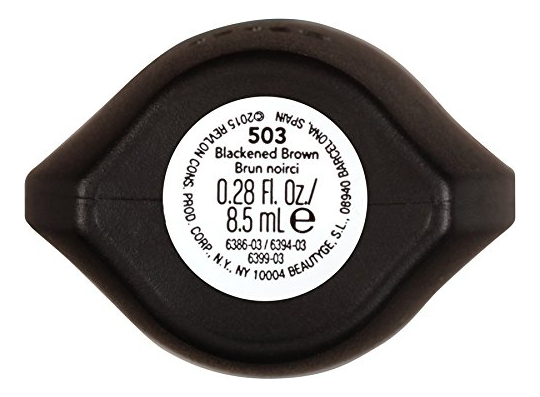 503
Blackened Brown
Brun noirci
0.28 Fl. Oz./
8.5 mL e
6386-03 / 6394-03
6399-03
©2015 REVLON CONS. PROD. CORP., N.Y., NY 10004 BEAUTYGE, S.L., 08940 BARCELONA, SPAIN